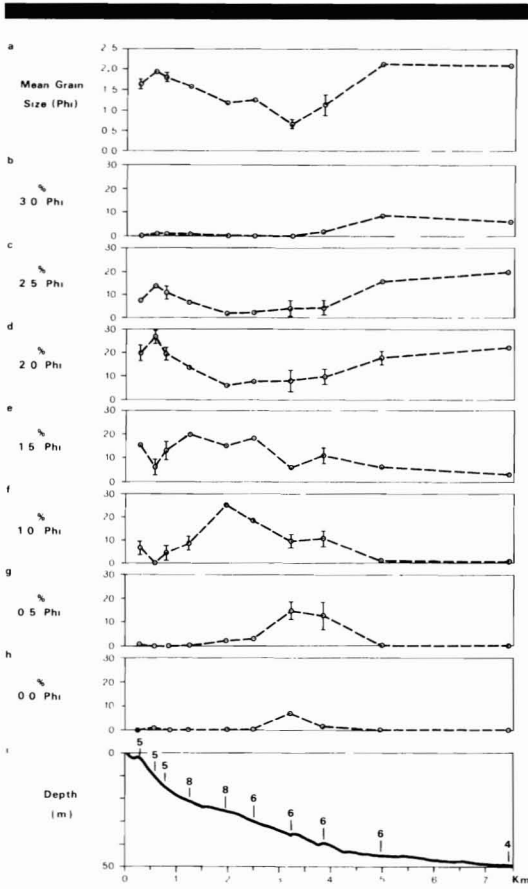 a
2.5
2.0
Mean Grain
1.5
Size (Phi)
1.0
0.5
0.0
b
30
%
20
3.0 Phi
10
0
c
30
%
20
2.5 Phi
10
0
d
30
%
20
2.0 Phi
10
0
e
30
%
20
1.5 Phi
10
0
f
30
%
20
1.0 Phi
10
0
g
30
%
20
0.5 Phi
10
0
h
30
%
20
0.0 Phi
10
0
i
0
5 5 5 8 8 6 6 6 6 4
Depth
(m)
50
0 1 2 3 4 5 6 7 Km